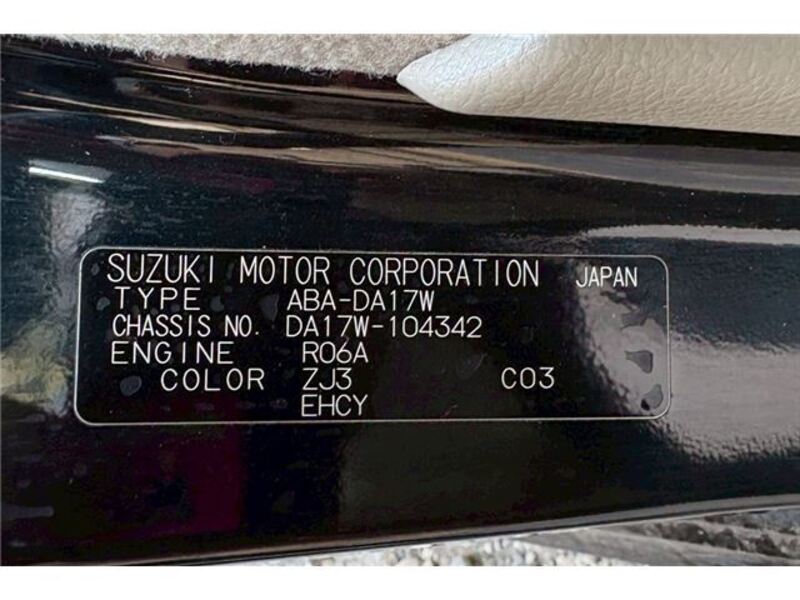 SUZUKI MOTOR CORPORATION JAPAN
TYPE ABA-DA17W
CHASSIS NO. DA17W-104342
ENGINE R06A
COLOR ZJ3 C03
EHCY